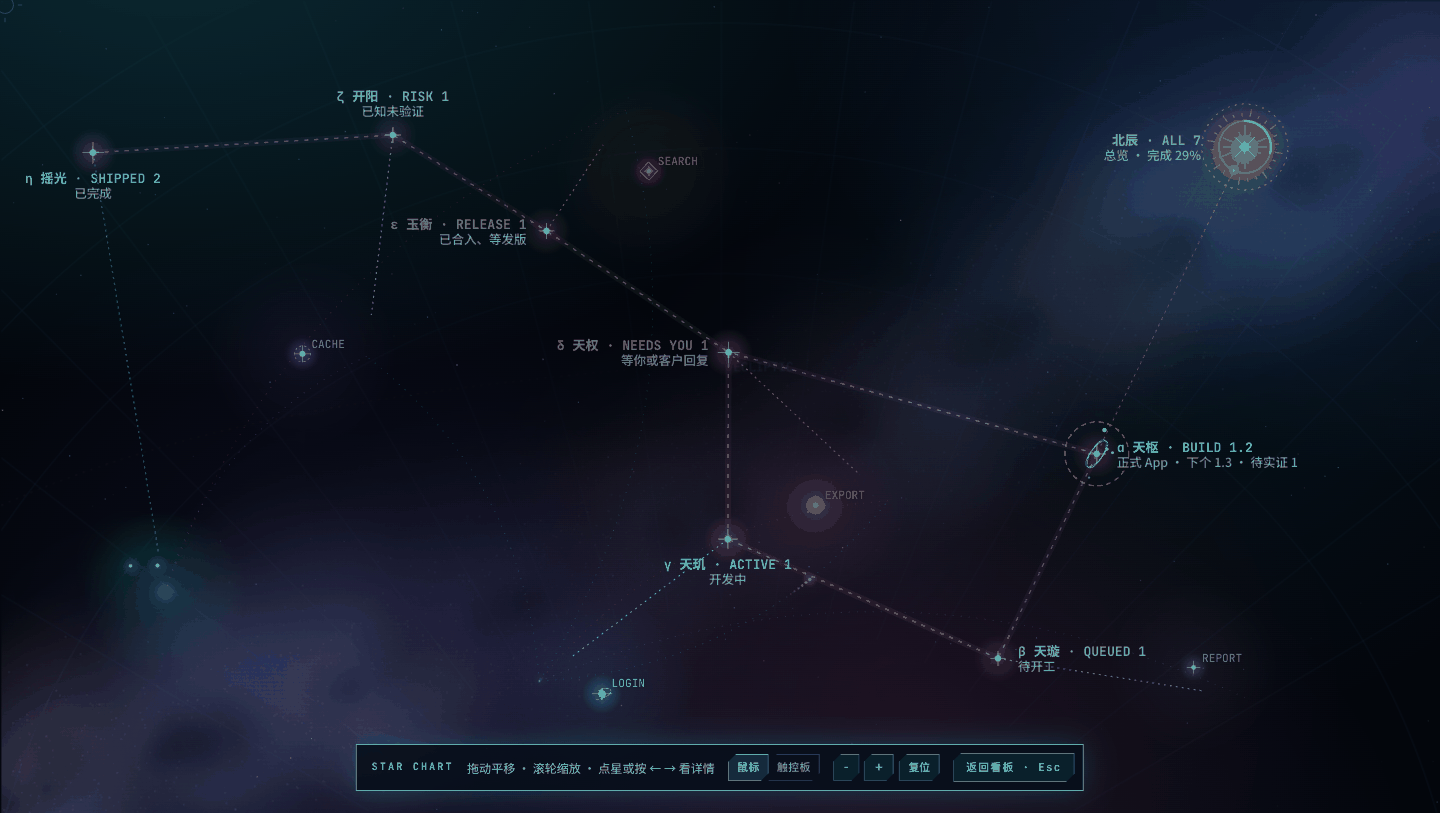 ζ 开阳 · RISK 1
已知未验证
北辰 · ALL 7
总览 · 完成 29%
SEARCH
η 摇光 · SHIPPED 2
已完成
ε 玉衡 · RELEASE 1
已合入、等发版
CACHE
δ 天权 · NEEDS YOU 1
等你或客户回复
α 天枢 · BUILD 1.2
正式 App · 下个 1.3 · 待实证 1
EXPORT
γ 天玑 · ACTIVE 1
开发中
β 天璇 · QUEUED 1
待开工
REPORT
LOGIN
STAR CHART 拖动平移 · 滚轮缩放 · 点星或按 ← → 看详情 鼠标 触控板 - + 复位 返回看板 · Esc